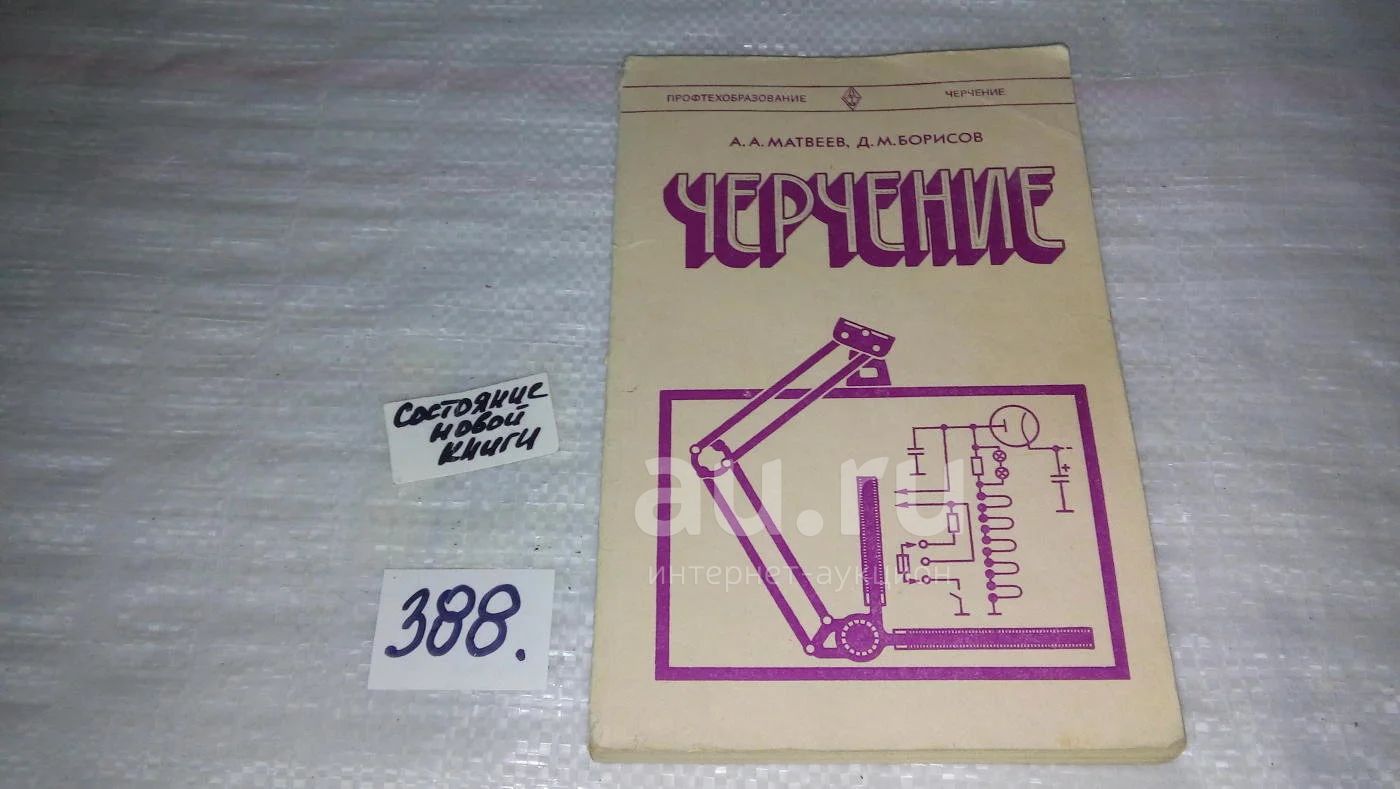 ПРОФТЕХОБРАЗОВАНИЕ ЧЕРЧЕНИЕ
А. А. МАТВЕЕВ, Д. М. БОРИСОВ
ЧЕРЧЕНИЕ
Состояние
новой
книги
388.
au.ru
интернет-аукцион